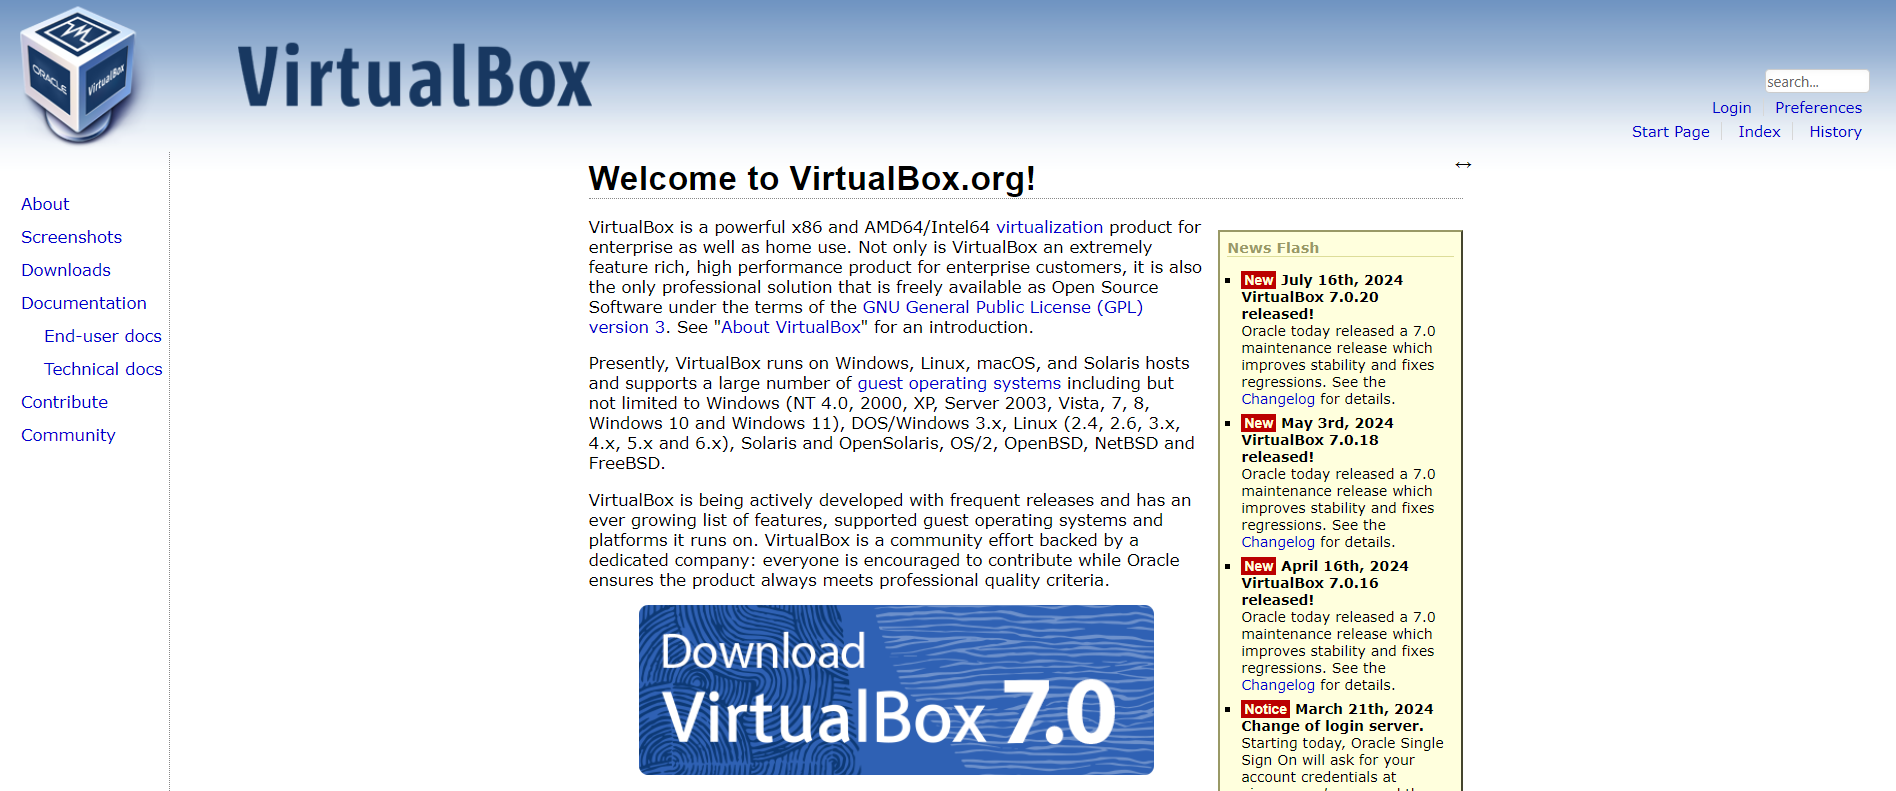 ORACLE
VirtualBox
VirtualBox
search...
Login
Preferences
Start Page
Index
History
About
Screenshots
Downloads
Documentation
End-user docs
Technical docs
Contribute
Community
Welcome to VirtualBox.org!
VirtualBox is a powerful x86 and AMD64/Intel64 virtualization product for
enterprise as well as home use. Not only is VirtualBox an extremely
feature rich, high performance product for enterprise customers, it is also
the only professional solution that is freely available as Open Source
Software under the terms of the GNU General Public License (GPL)
version 3. See "About VirtualBox" for an introduction.
Presently, VirtualBox runs on Windows, Linux, macOS, and Solaris hosts
and supports a large number of guest operating systems including but
not limited to Windows (NT 4.0, 2000, XP, Server 2003, Vista, 7, 8,
Windows 10 and Windows 11), DOS/Windows 3.x, Linux (2.4, 2.6, 3.x,
4.x, 5.x and 6.x), Solaris and OpenSolaris, OS/2, OpenBSD, NetBSD and
FreeBSD.
VirtualBox is being actively developed with frequent releases and has an
ever growing list of features, supported guest operating systems and
platforms it runs on. VirtualBox is a community effort backed by a
dedicated company: everyone is encouraged to contribute while Oracle
ensures the product always meets professional quality criteria.
Download
VirtualBox 7.0
News Flash
New July 16th, 2024
VirtualBox 7.0.20
released!
Oracle today released a 7.0
maintenance release which
improves stability and fixes
regressions. See the
Changelog for details.
New May 3rd, 2024
VirtualBox 7.0.18
released!
Oracle today released a 7.0
maintenance release which
improves stability and fixes
regressions. See the
Changelog for details.
New April 16th, 2024
VirtualBox 7.0.16
released!
Oracle today released a 7.0
maintenance release which
improves stability and fixes
regressions. See the
Changelog for details.
Notice March 21th, 2024
Change of login server.
Starting today, Oracle Single
Sign On will ask for your
account credentials at